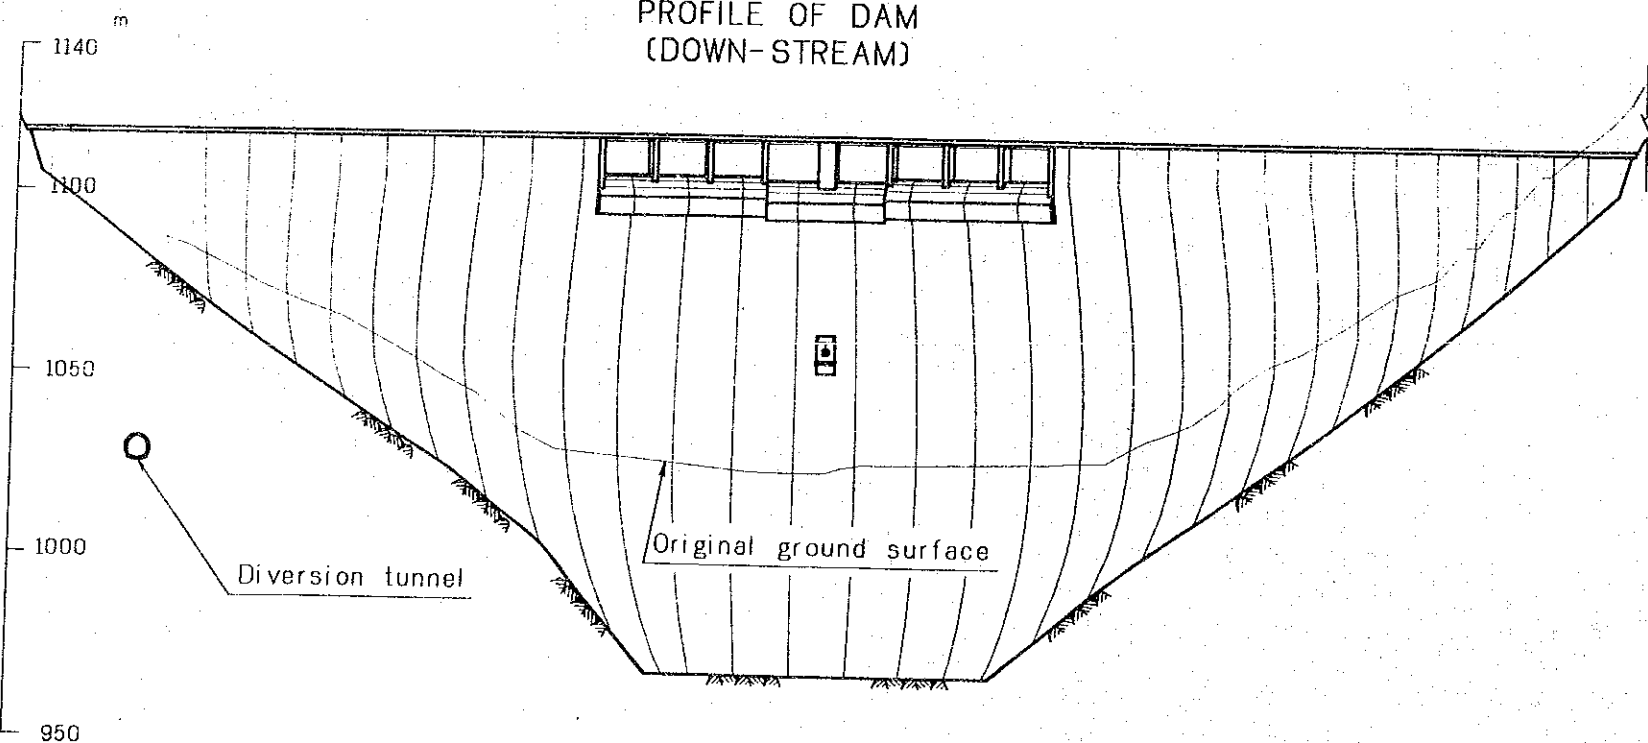 PROFILE OF DAM
(DOWN-STREAM)
m
1140
1100
1050
1000
950
Diversion tunnel
Original ground surface